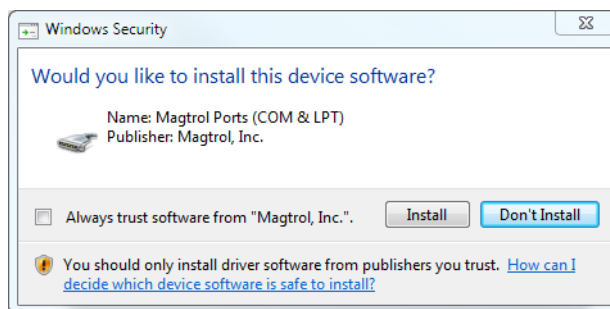 Windows Security
Would you like to install this device software?
Name: Magtrol Ports (COM & LPT)
Publisher: Magtrol, Inc.
Always trust software from "Magtrol, Inc.".
Install
Don't Install
You should only install driver software from publishers you trust. How can I
decide which device software is safe to install?